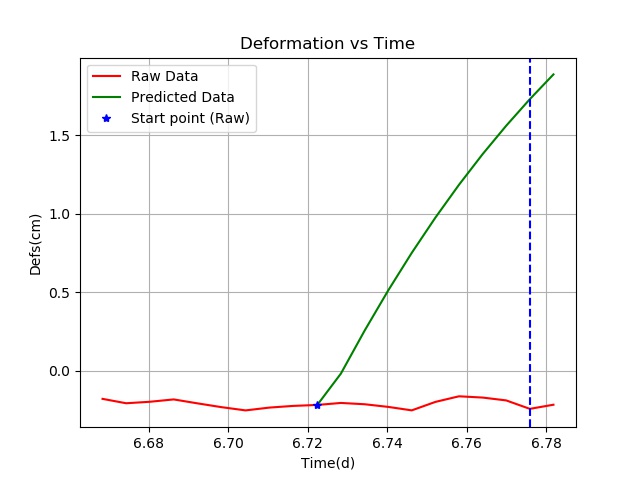 Deformation vs Time
Raw Data
Predicted Data
Start point (Raw)
1.5
1.0
0.5
0.0
Defs(cm)
6.68 6.70 6.72 6.74 6.76 6.78
Time(d)